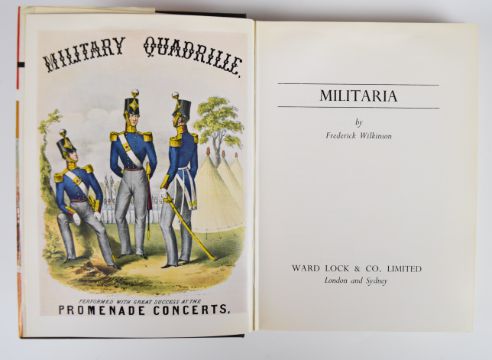 MILITARY QUADRILLE.
PERFORMED WITH GREAT SUCCESS AT THE
PROMENADE CONCERTS.
MILITARIA
by
Frederick Wilkinson
WARD LOCK & CO. LIMITED
London and Sydney